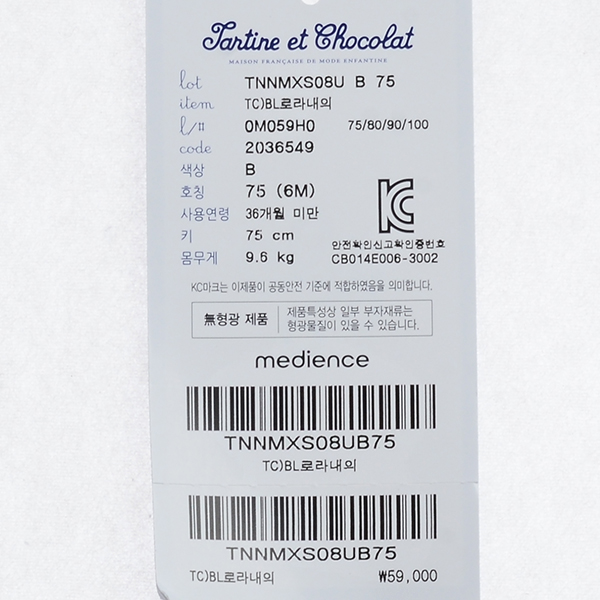 Tartine et Chocolat
MAISON FRANÇAISE DE MODE ENFANTINE
lot TNNMXS08U B 75
item TC)BL로라내의
l/# 0M059H0 75/80/90/100
code 2036549
색상 B
호칭 75 (6M)
사용연령 36개월 미만
키 75 cm
몸무게 9.6 kg
안전확인신고확인증번호
CB014E006-3002
KC마크는 이제품이 공동안전 기준에 적합하였음을 의미합니다.
無형광 제품
제품특성상 일부 부자재류는
형광물질이 있을 수 있습니다.
medience
TNNMXS08UB75
TC)BL로라내의
TNNMXS08UB75
TC)BL로라내의 ₩59,000